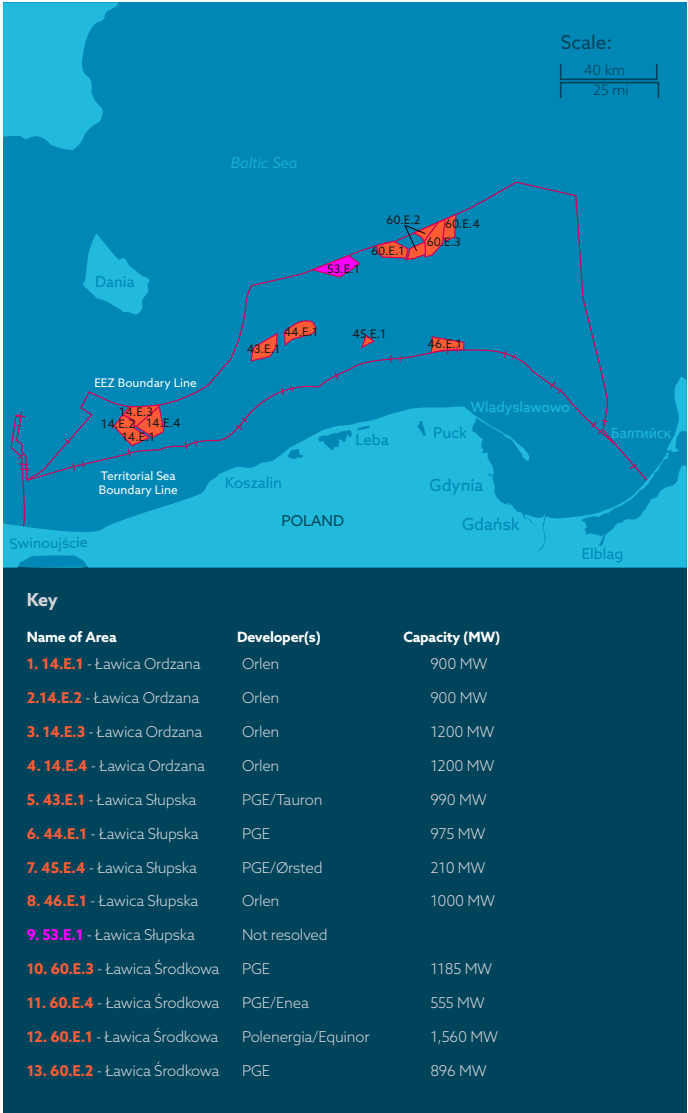 Scale:
40 km
25 mi
Baltic Sea
60.E.2
60.E.4
60.E.3
60.E.1
53.E.1
Dania
44.E.1
45.E.1
43.E.1
46.E.1
EEZ Boundary Line
14.E.3
14.E.2
14.E.4
14.E.1
Wladyslawowo
Балтийск
Leba
Puck
Territorial Sea
Boundary Line
Koszalin
Gdynia
POLAND
Gdańsk
Swinoujście
Elblag
Key
Name of Area Developer(s) Capacity (MW)
1. 14.E.1 - Ławica Ordzana Orlen 900 MW
2.14.E.2 - Ławica Ordzana Orlen 900 MW
3. 14.E.3 - Ławica Ordzana Orlen 1200 MW
4. 14.E.4 - Ławica Ordzana Orlen 1200 MW
5. 43.E.1 - Ławica Słupska PGE/Tauron 990 MW
6. 44.E.1 - Ławica Słupska PGE 975 MW
7. 45.E.4 - Ławica Słupska PGE/Ørsted 210 MW
8. 46.E.1 - Ławica Słupska Orlen 1000 MW
9. 53.E.1 - Ławica Słupska Not resolved
10. 60.E.3 - Ławica Środkowa PGE 1185 MW
11. 60.E.4 - Ławica Środkowa PGE/Enea 555 MW
12. 60.E.1 - Ławica Środkowa Polenergia/Equinor 1,560 MW
13. 60.E.2 - Ławica Środkowa PGE 896 MW